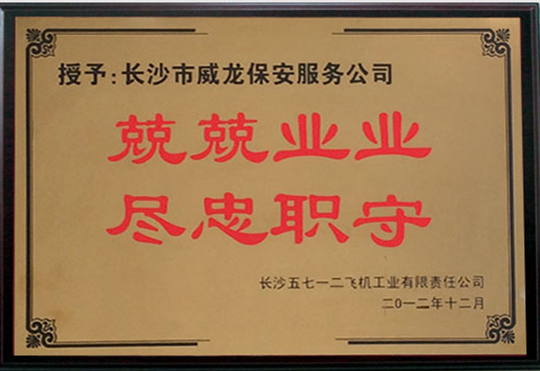 授予：长沙市威龙保安服务公司
兢兢业业
尽忠职守
长沙五七一二飞机工业有限责任公司
二0一二年十二月